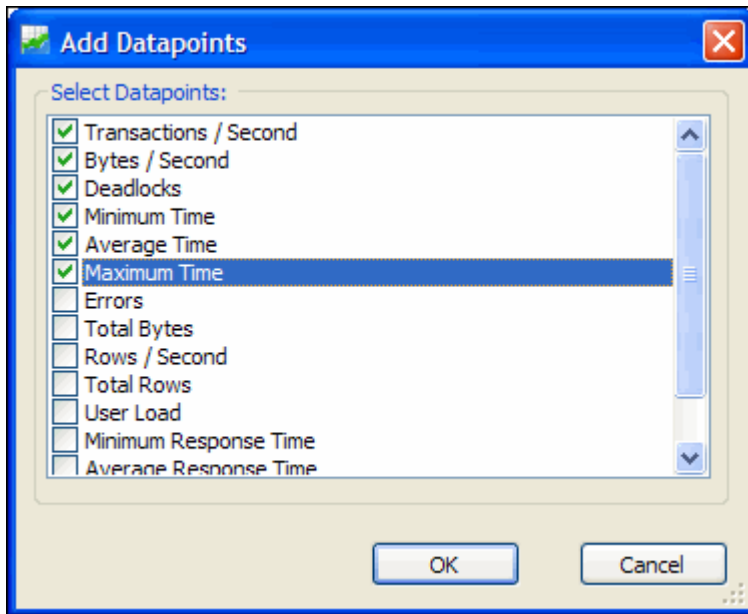 Add Datapoints
Select Datapoints:
Transactions / Second
Bytes / Second
Deadlocks
Minimum Time
Average Time
Maximum Time
Errors
Total Bytes
Rows / Second
Total Rows
User Load
Minimum Response Time
Average Response Time
OK Cancel